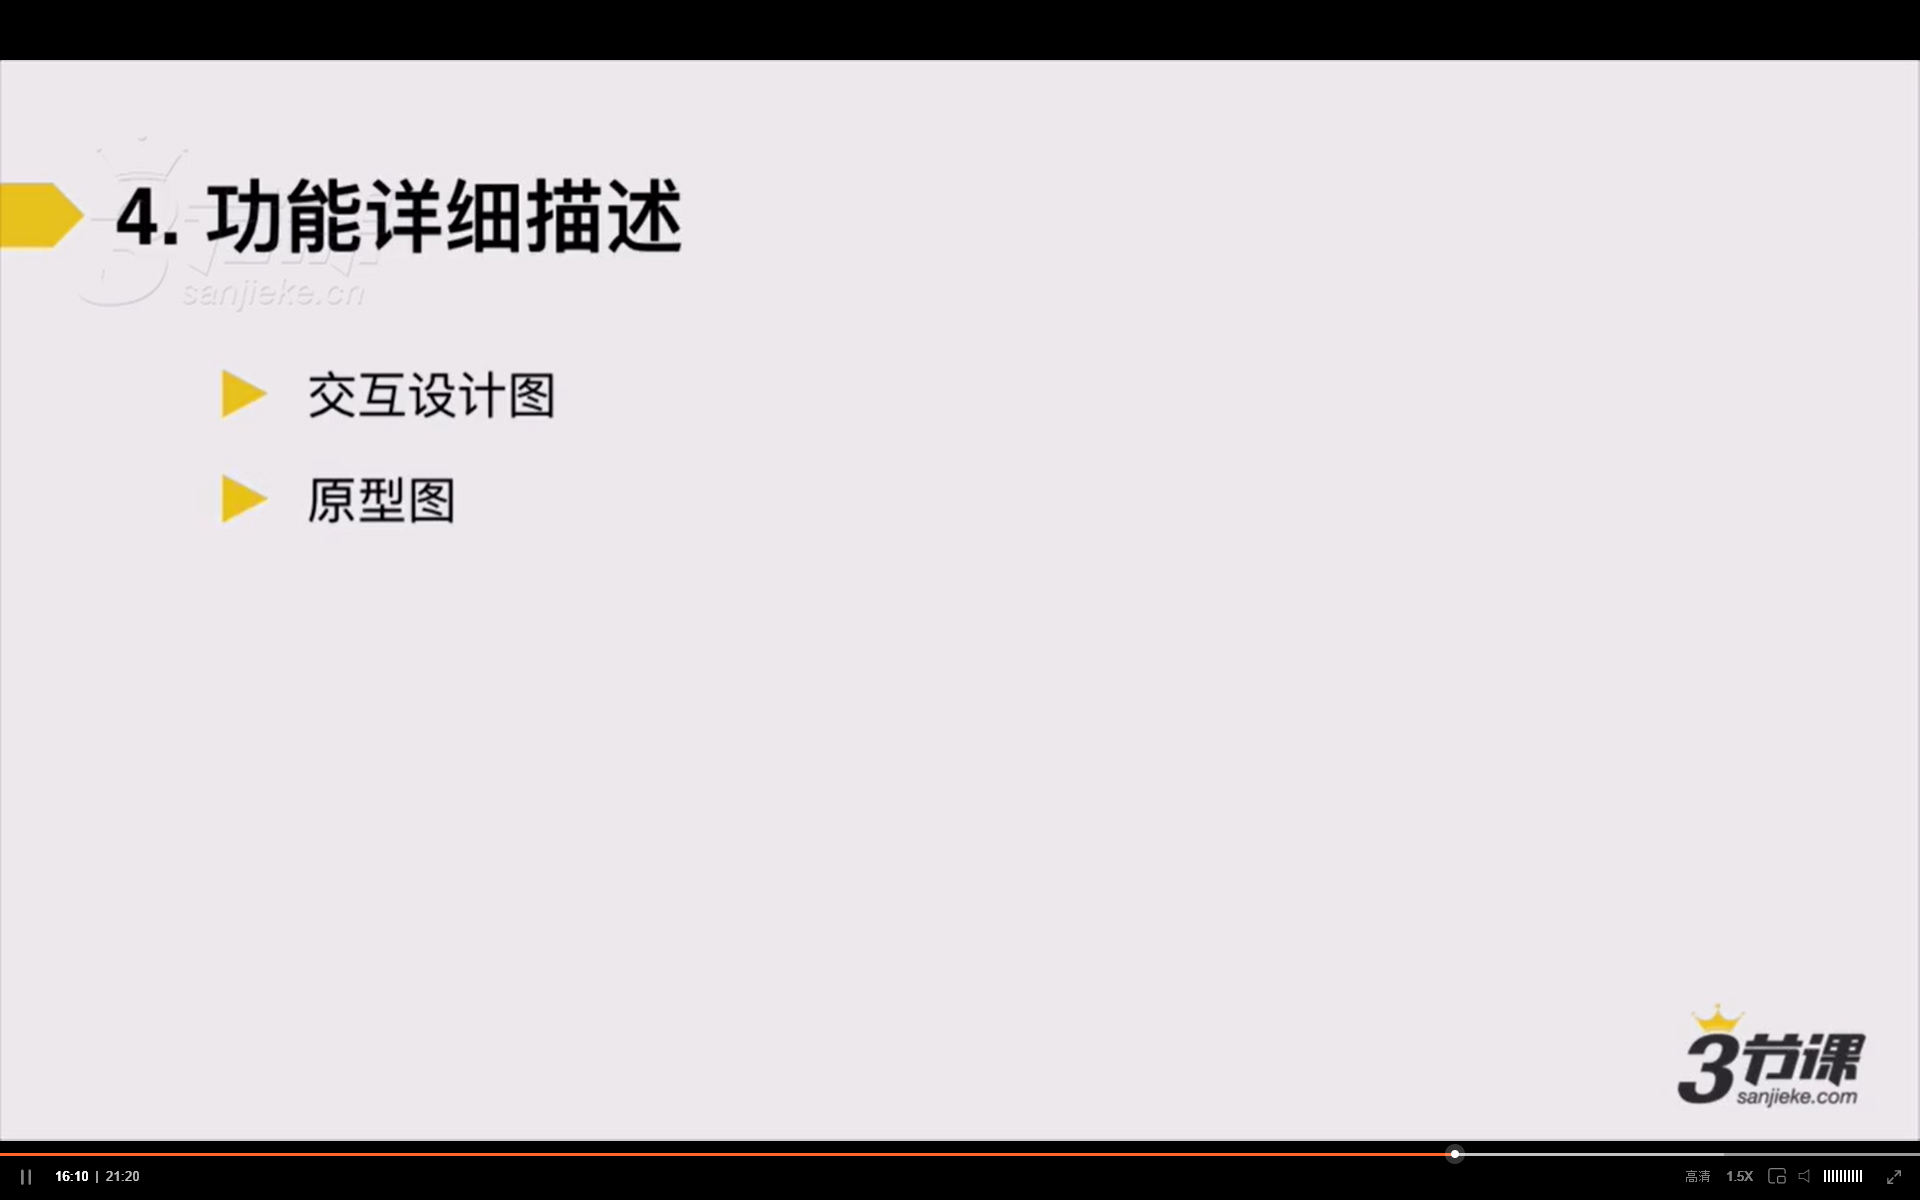 4. 功能详细描述
sanjieke.cn
交互设计图
原型图
3节课
sanjieke.com
16:10 | 21:20
高清 1.5X